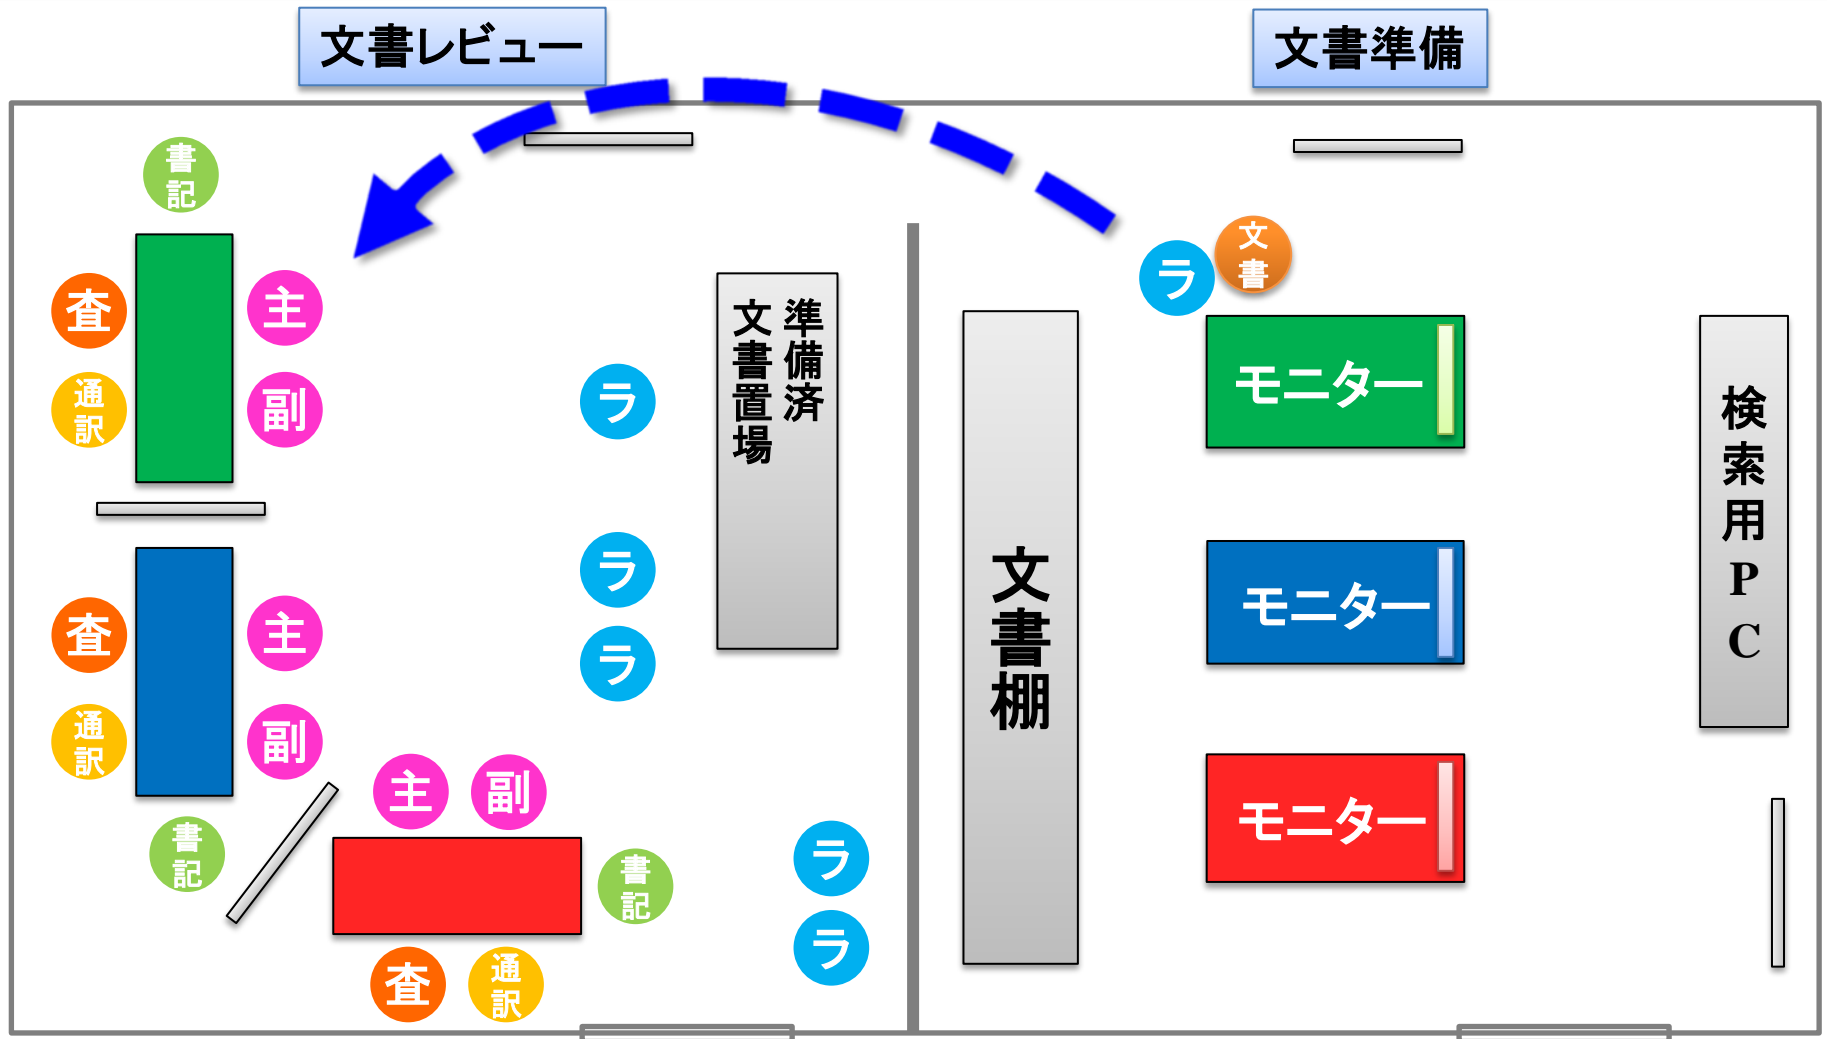 文書レビュー
文書準備
書記
査
主
通訳
副
査
主
通訳
副
書記
主
副
書記
査
通訳
ラ
ラ
ラ
ラ
ラ
準備済
文書置場
文書棚
ラ
文書
モニター
モニター
モニター
検索用PC